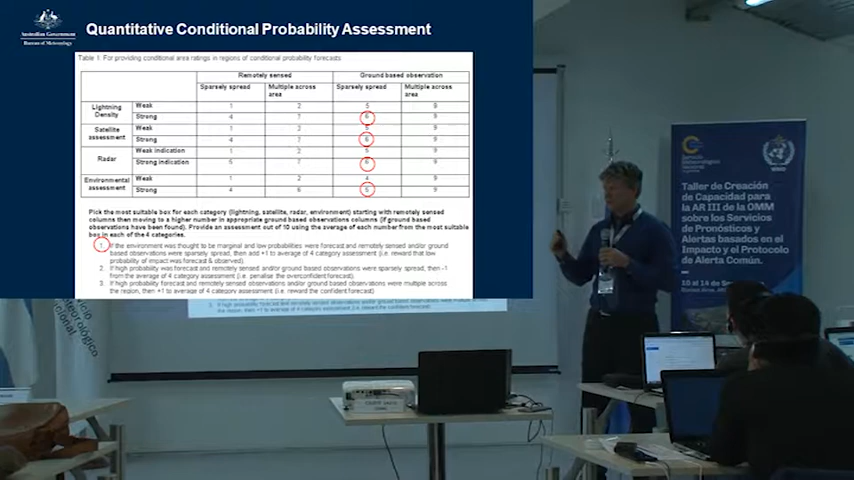 Australian Government
Bureau of Meteorology
Quantitative Conditional Probability Assessment
Table 1. For providing conditional area ratings in regions of conditional probability forecasts
Remotely sensed Ground based observation
Sparsely spread Multiple across area Sparsely spread Multiple across area
Lightning Density Weak 1 2 5 9
Strong 4 7 6 9
Satellite assessment Weak 1 2 5 9
Strong 4 7 6 9
Radar Weak indication 1 2 5 9
Strong indication 5 7 6 9
Environmental assessment Weak 1 2 4 9
Strong 4 6 5 9
Pick the most suitable box for each category (lightning, satellite, radar, environment) starting with remotely sensed
columns then moving to a higher number in appropriate ground based observations columns (if ground based
observations have been found). Provide an assessment out of 10 using the average of each number from the most suitable
box in each of the 4 categories.
1. If the environment was thought to be marginal and low probabilities were forecast and remotely sensed and/or ground
based observations were sparsely spread, then add +1 to average of 4 category assessment (i.e. reward that low
probability of impact was forecast & observed)
2. If high probability was forecast and remotely sensed and/or ground based observations were sparsely spread, then -1
from the average of 4 category assessment (i.e. penalise the overconfident forecast).
3. If high probability forecast and remotely sensed observations and/or ground based observations were multiple across
the region, then +1 to average of 4 category assessment (i.e. reward the confident forecast)
Servicio
Meteorológico
Nacional
WMO
Taller de Creación
de Capacidad para
la AR III de la OMM
sobre los Servicios
de Pronósticos y
Alertas basados en el
Impacto y el Protocolo
de Alerta Común.